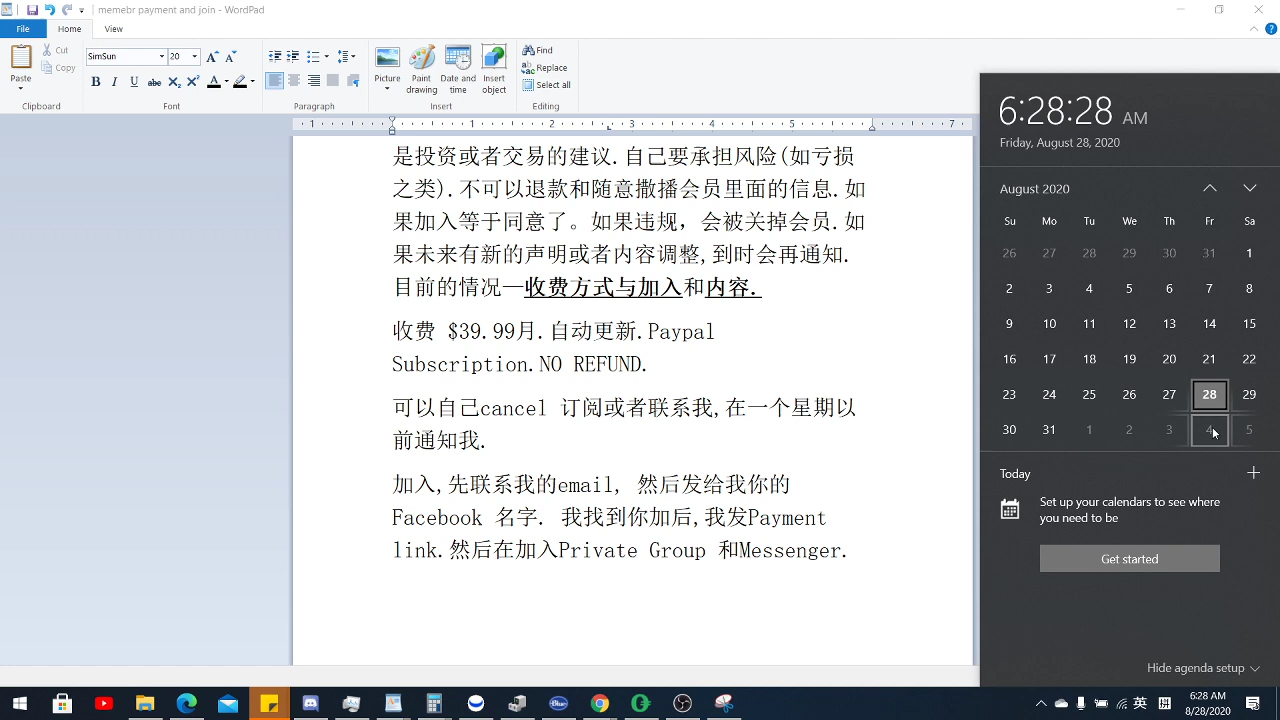 memebr payment and join - WordPad
File
Home
View
Paste
Cut
Copy
Clipboard
SimSun
20
B I U abc X₂ X² A
Font
Paragraph
Picture
Paint drawing
Date and time
Insert object
Insert
Find
Replace
Select all
Editing
1 1 2 3 4 5 7
是投资或者交易的建议.自己要承担风险(如亏损
之类).不可以退款和随意撒播会员里面的信息.如
果加入等于同意了。如果违规，会被关掉会员.如
果未来有新的声明或者内容调整,到时会再通知.
目前的情况—收费方式与加入和内容.
收费 $39.99月.自动更新.Paypal
Subscription.NO REFUND.
可以自己cancel 订阅或者联系我,在一个星期以
前通知我.
加入,先联系我的email, 然后发给我你的
Facebook 名字. 我找到你加后,我发Payment
link.然后在加入Private Group 和Messenger.
6:28:28 AM
Friday, August 28, 2020
August 2020
Su Mo Tu We Th Fr Sa
26 27 28 29 30 31 1
2 3 4 5 6 7 8
9 10 11 12 13 14 15
16 17 18 19 20 21 22
23 24 25 26 27 28 29
30 31 1 2 3 4 5
Today
Set up your calendars to see where
you need to be
Get started
Hide agenda setup
英
拼
6:28 AM
8/28/2020